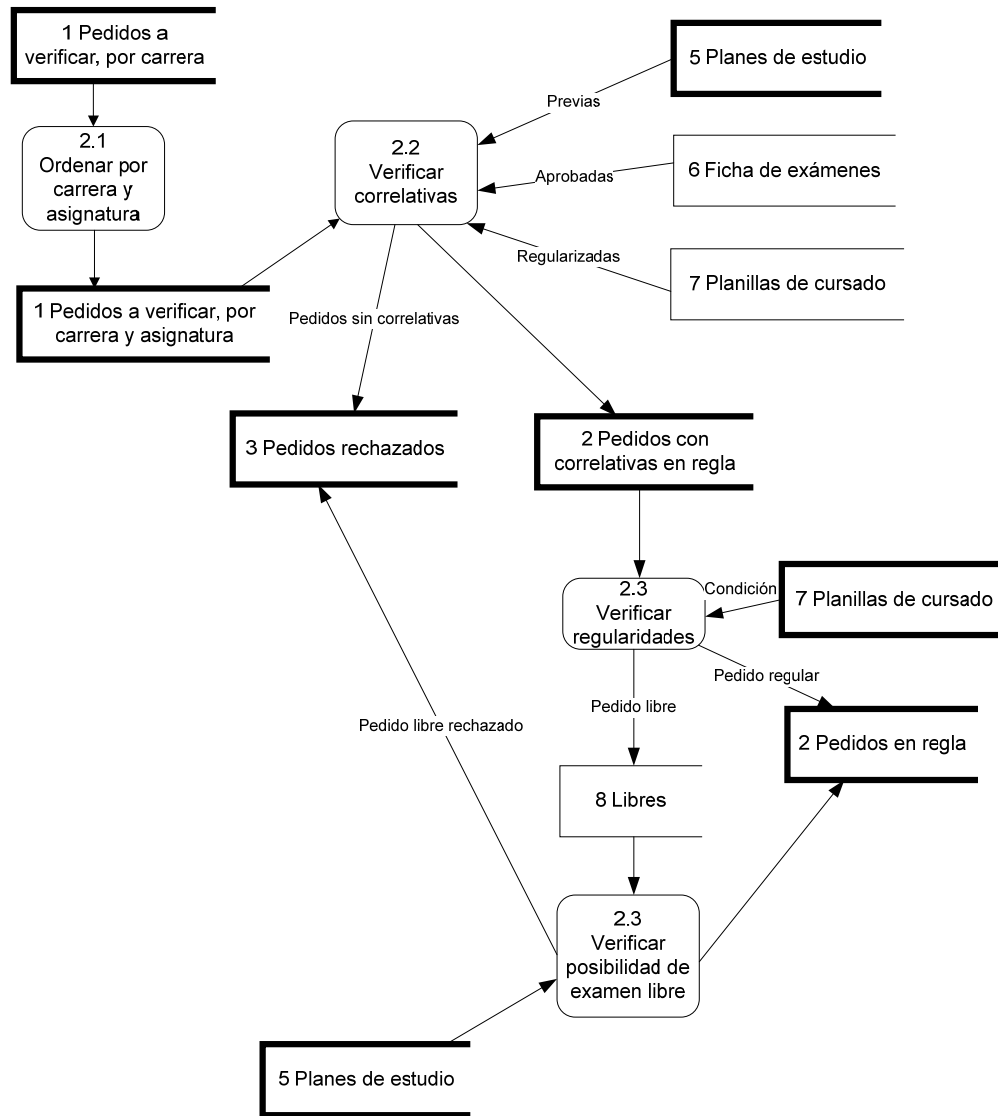 1 Pedidos a
verificar, por carrera
5 Planes de estudio
Previas
2.1
Ordenar por
carrera y
asignatura
2.2
Verificar
correlativas
Aprobadas
6 Ficha de exámenes
Regularizadas
7 Planillas de cursado
1 Pedidos a verificar, por
carrera y asignatura
Pedidos sin correlativas
3 Pedidos rechazados
2 Pedidos con
correlativas en regla
2.3
Verificar
regularidades
Condición
7 Planillas de cursado
Pedido regular
Pedido libre
Pedido libre rechazado
2 Pedidos en regla
8 Libres
2.3
Verificar
posibilidad de
examen libre
5 Planes de estudio